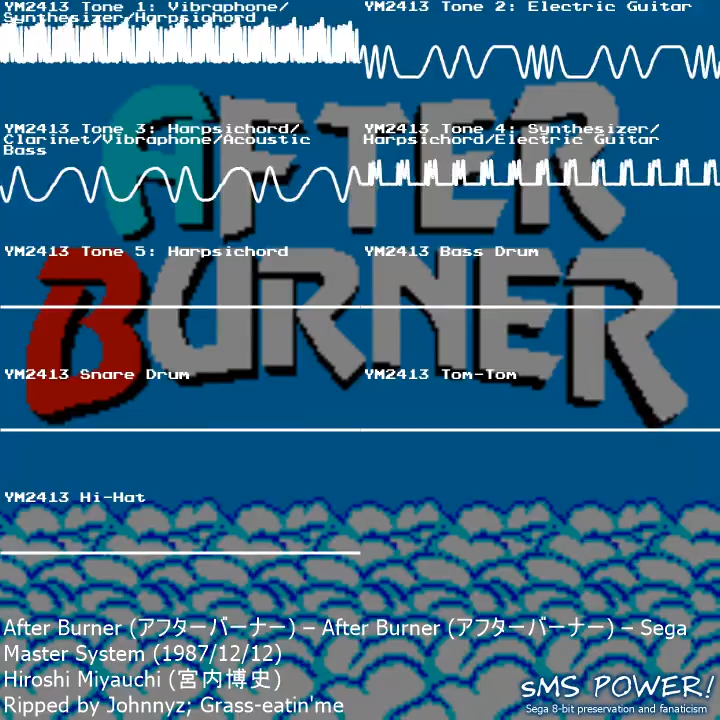 YM2413 Tone 1: Vibraphone/
Synthesizer/Harpsichord
YM2413 Tone 2: Electric Guitar
YM2413 Tone 3: Harpsichord/
Clarinet/Vibraphone/Acoustic
Bass
YM2413 Tone 4: Synthesizer/
Harpsichord/Electric Guitar
AFTER
YM2413 Tone 5: Harpsichord
YM2413 Bass Drum
BURNER
YM2413 Snare Drum
YM2413 Tom-Tom
YM2413 Hi-Hat
After Burner (アフターバーナー) – After Burner (アフターバーナー) – Sega
Master System (1987/12/12)
Hiroshi Miyauchi (宮内博史)
Ripped by Johnnyz; Grass-eatin'me
SMS POWER!
Sega 8-bit preservation and fanaticism